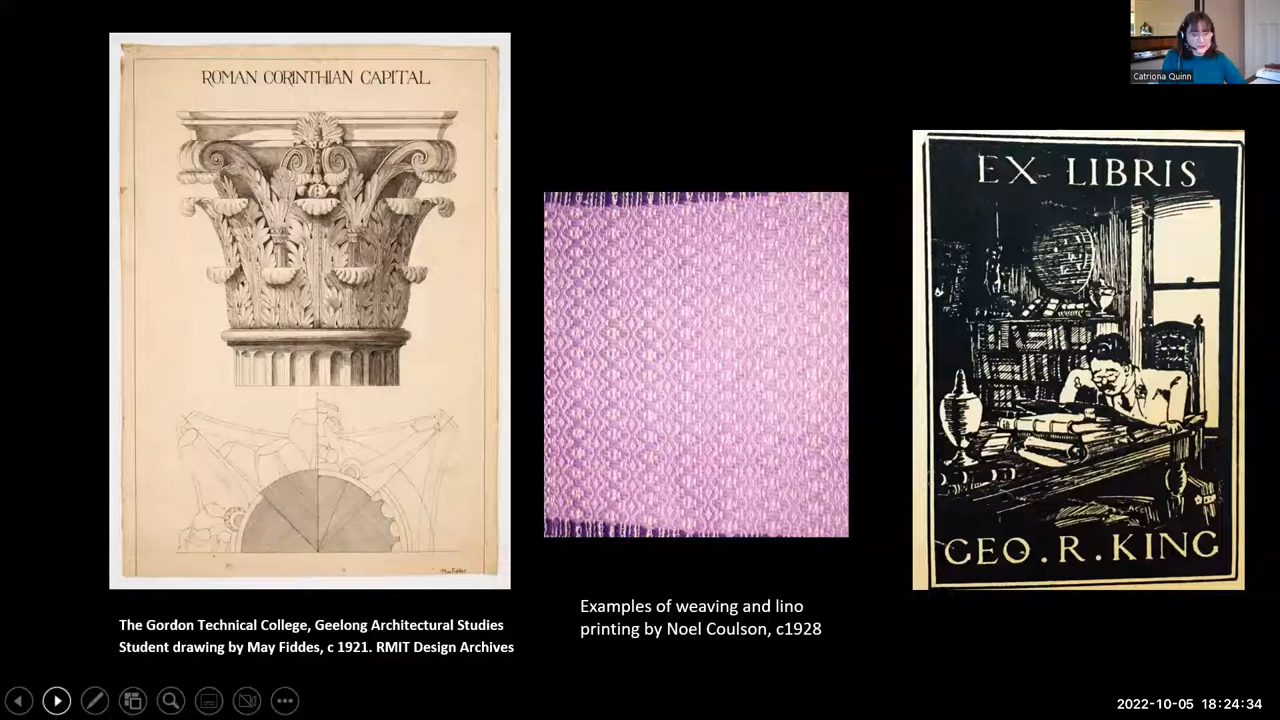 Catriona Quinn
ROMAN CORINTHIAN CAPITAL
May Fiddes
The Gordon Technical College, Geelong Architectural Studies
Student drawing by May Fiddes, c 1921. RMIT Design Archives
Examples of weaving and lino
printing by Noel Coulson, c1928
EX LIBRIS
GEO. R. KING
2022-10-05 18:24:34